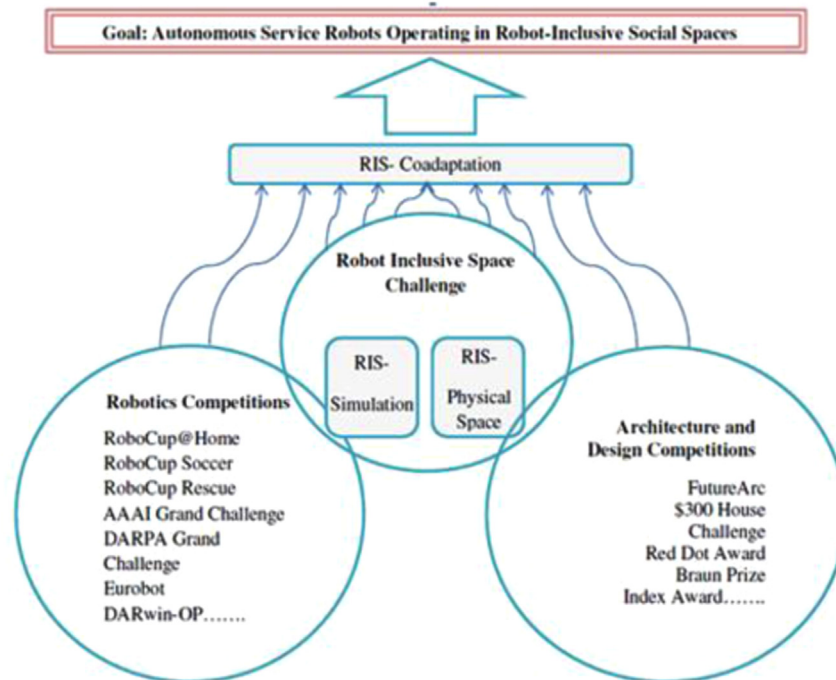 Goal: Autonomous Service Robots Operating in Robot-Inclusive Social Spaces
RIS- Coadaptation
Robot Inclusive Space
Challenge
RIS-
Simulation
RIS-
Physical
Space
Robotics Competitions
RoboCup@Home
RoboCup Soccer
RoboCup Rescue
AAAI Grand Challenge
DARPA Grand
Challenge
Eurobot
DARwin-OP.......
Architecture and
Design Competitions
FutureArc
$300 House
Challenge
Red Dot Award
Braun Prize
Index Award.......